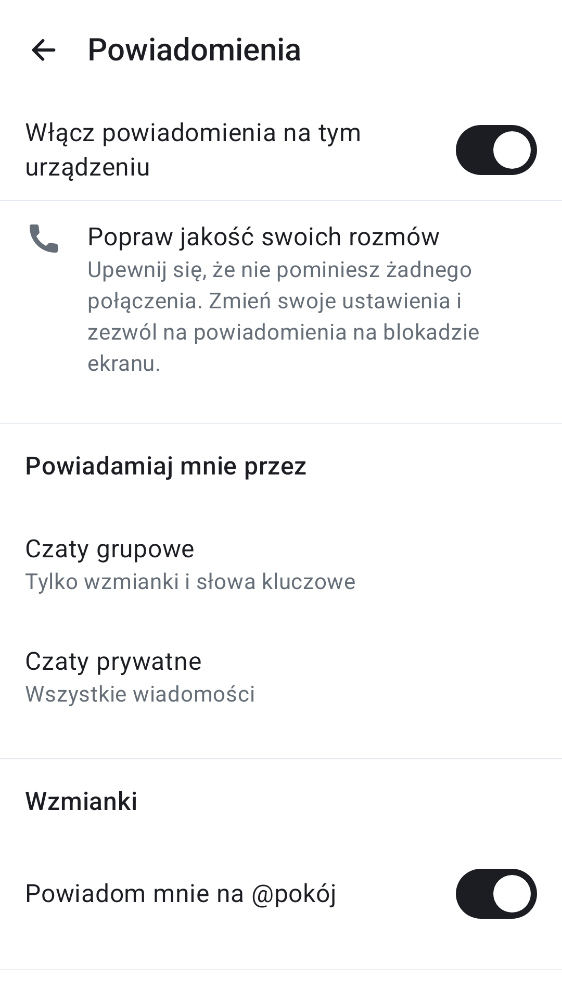 Powiadomienia
Włącz powiadomienia na tym
urządzeniu
Popraw jakość swoich rozmów
Upewnij się, że nie pominiesz żadnego
połączenia. Zmień swoje ustawienia i
zezwól na powiadomienia na blokadzie
ekranu.
Powiadamiaj mnie przez
Czaty grupowe
Tylko wzmianki i słowa kluczowe
Czaty prywatne
Wszystkie wiadomości
Wzmianki
Powiadom mnie na @pokój